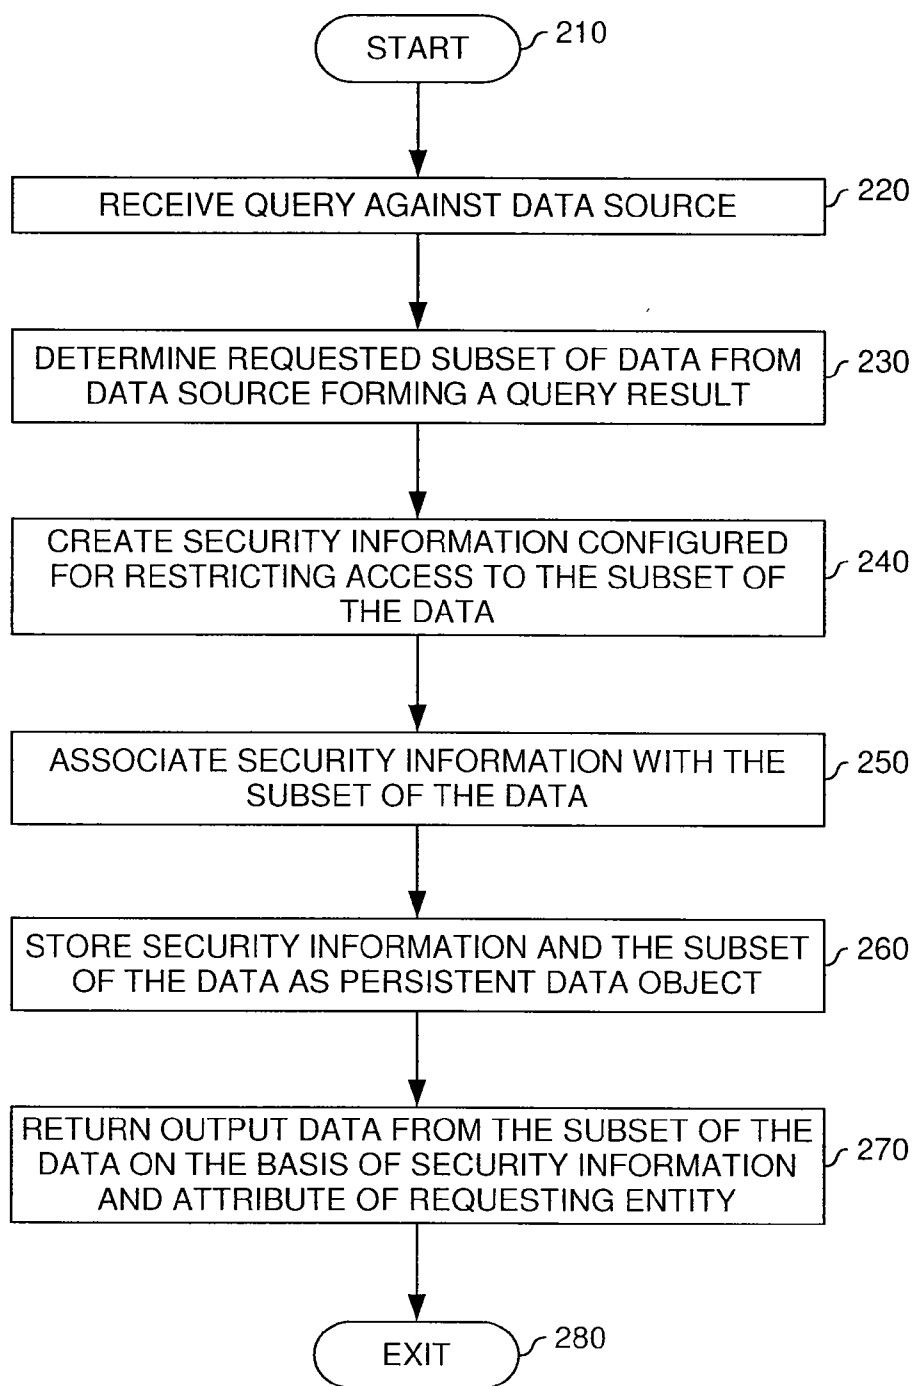 START
210
RECEIVE QUERY AGAINST DATA SOURCE
220
DETERMINE REQUESTED SUBSET OF DATA FROM
DATA SOURCE FORMING A QUERY RESULT
230
CREATE SECURITY INFORMATION CONFIGURED
FOR RESTRICTING ACCESS TO THE SUBSET OF
THE DATA
240
ASSOCIATE SECURITY INFORMATION WITH THE
SUBSET OF THE DATA
250
STORE SECURITY INFORMATION AND THE SUBSET
OF THE DATA AS PERSISTENT DATA OBJECT
260
RETURN OUTPUT DATA FROM THE SUBSET OF THE
DATA ON THE BASIS OF SECURITY INFORMATION
AND ATTRIBUTE OF REQUESTING ENTITY
270
EXIT
280